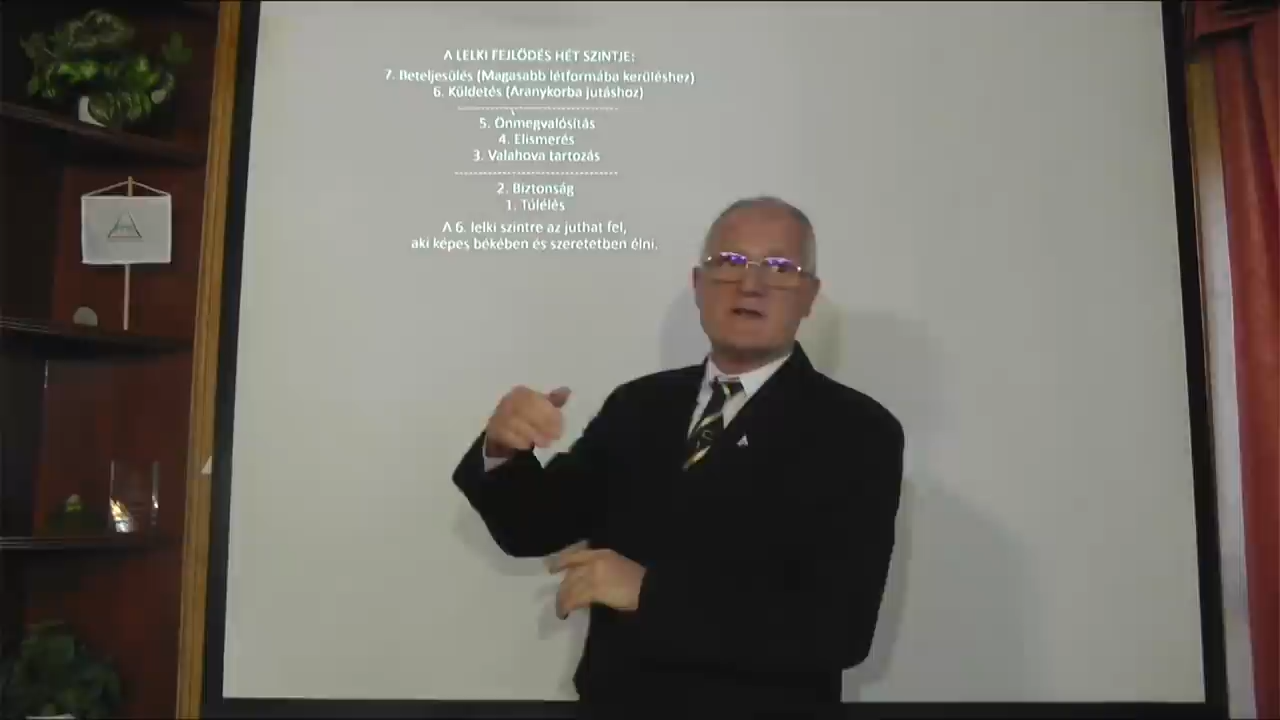 A LELKI FEJLŐDÉS HÉT SZINTJE:
7. Beteljesülés (Magasabb létformába kerüléshez)
6. Küldetés (Aranykorba jutáshoz)
5. Önmegvalósítás
4. Elismerés
3. Valahova tartozás
2. Biztonság
1. Túlélés
A 6. lelki szintre az juthat fel,
aki képes békében és szeretetben élni.